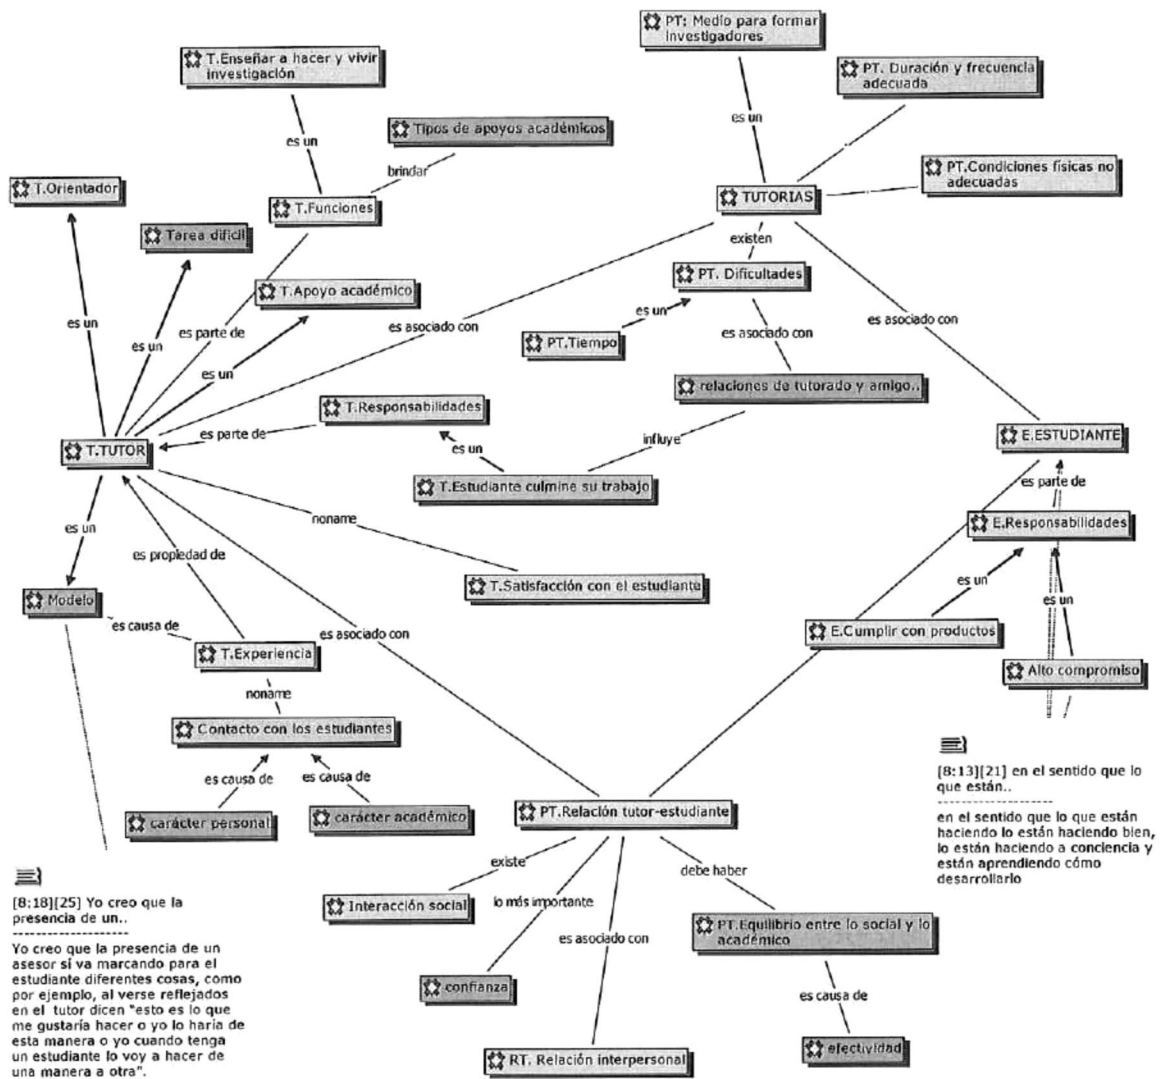 PT: Medio para formar
investigadores
T.Enseñar a hacer y vivir
investigación
PT. Duración y frecuencia
adecuada
es un
es un
Tipos de apoyos académicos
brindar
PT.Condiciones físicas no
adecuadas
T.Orientador
T.Funciones
TUTORIAS
Tarea dificil
existen
PT. Dificultades
T.Apoyo académico
es un
es un
es parte de
es un
es asociado con
es un
PT.Tiempo
es asociado con
es asociado con
relaciones de tutorado y amigo..
T.Responsabilidades
es parte de
influye
E.ESTUDIANTE
T.TUTOR
es un
T.Estudiante culmine su trabajo
es parte de
noname
E.Responsabilidades
es un
es propiedad de
T.Satisfacción con el estudiante
es un
es un
Modelo
es causa de
es asociado con
E.Cumplir con productos
T.Experiencia
Alto compromiso
noname
Contacto con los estudiantes
es causa de
es causa de
carácter personal
carácter académico
PT.Relación tutor-estudiante
[8:13][21] en el sentido que lo
que están..
--------------------
en el sentido que lo que están
haciendo lo están haciendo bien,
lo están haciendo a conciencia y
están aprendiendo cómo
desarrollarlo
existe
debe haber
lo más importante
Interacción social
es asociado con
PT.Equilibrio entre lo social y lo
académico
confianza
es causa de
RT. Relación interpersonal
efectividad
[8:18][25] Yo creo que la
presencia de un..
--------------------
Yo creo que la presencia de un
asesor sí va marcando para el
estudiante diferentes cosas, como
por ejemplo, al verse reflejados
en el tutor dicen "esto es lo que
me gustaría hacer o yo lo haría de
esta manera o yo cuando tenga
un estudiante lo voy a hacer de
una manera a otra".